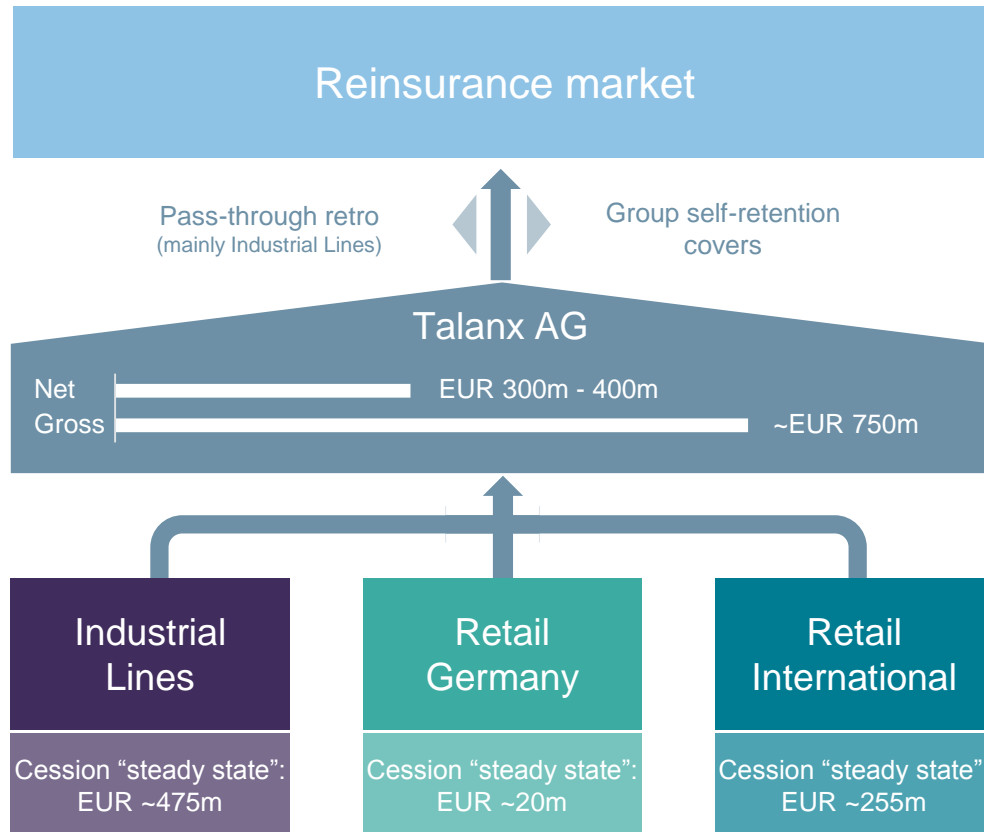 Reinsurance market
Pass-through retro
(mainly Industrial Lines)
Group self-retention
covers
Talanx AG
Net
EUR 300m - 400m
Gross
~EUR 750m
Industrial
Lines
Retail
Germany
Retail
International
Cession “steady state”:
EUR ~475m
Cession “steady state”:
EUR ~20m
Cession “steady state”
EUR ~255m